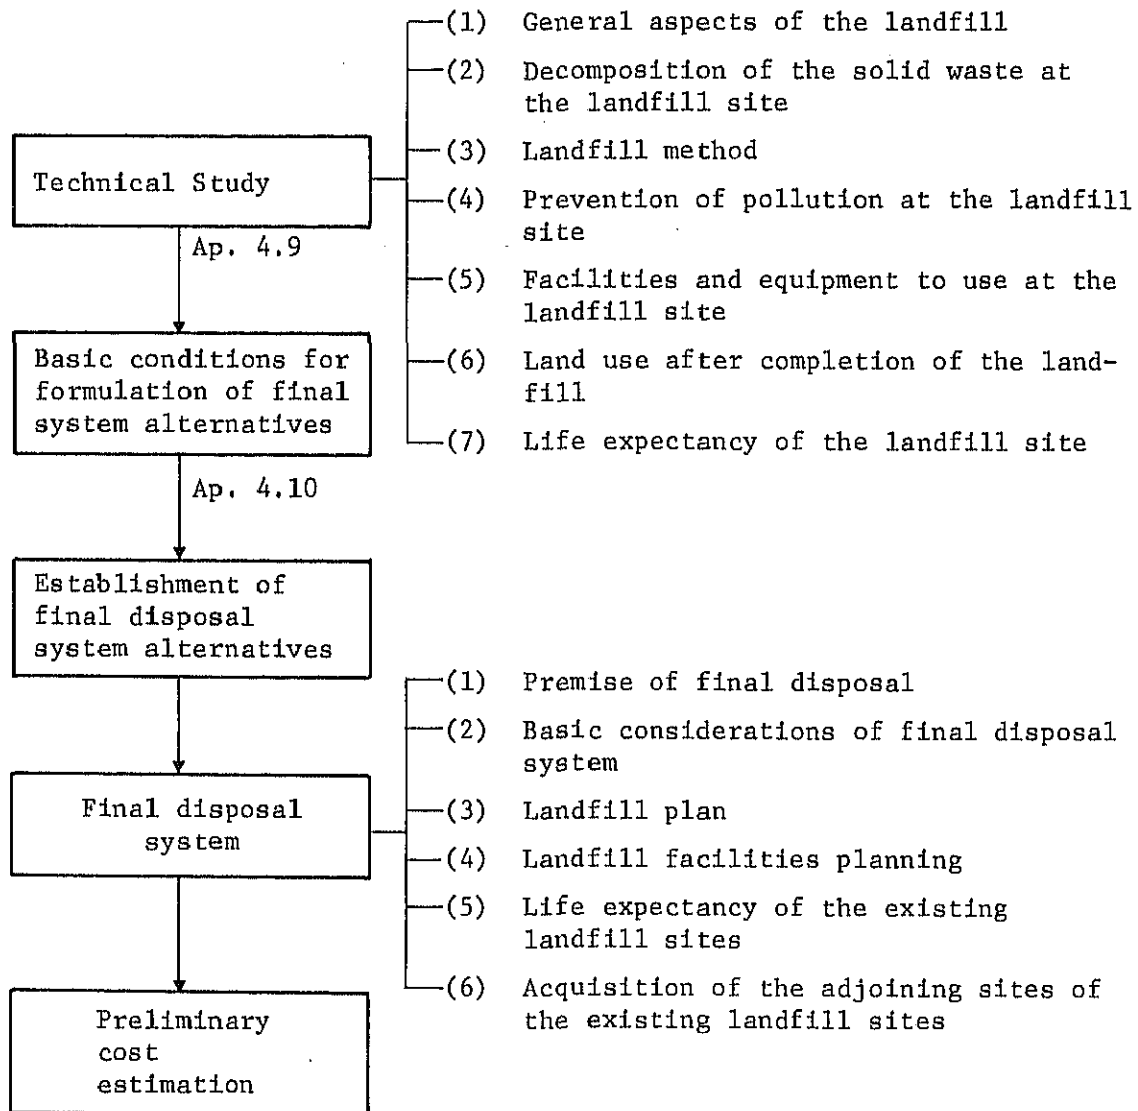 (1) General aspects of the landfill
(2) Decomposition of the solid waste at
the landfill site
(3) Landfill method
(4) Prevention of pollution at the landfill
site
(5) Facilities and equipment to use at the
landfill site
(6) Land use after completion of the land-
fill
(7) Life expectancy of the landfill site
Technical Study
Ap. 4.9
Basic conditions for
formulation of final
system alternatives
Ap. 4.10
Establishment of
final disposal
system alternatives
Final disposal
system
(1) Premise of final disposal
(2) Basic considerations of final disposal
system
(3) Landfill plan
(4) Landfill facilities planning
(5) Life expectancy of the existing
landfill sites
(6) Acquisition of the adjoining sites of
the existing landfill sites
Preliminary
cost
estimation